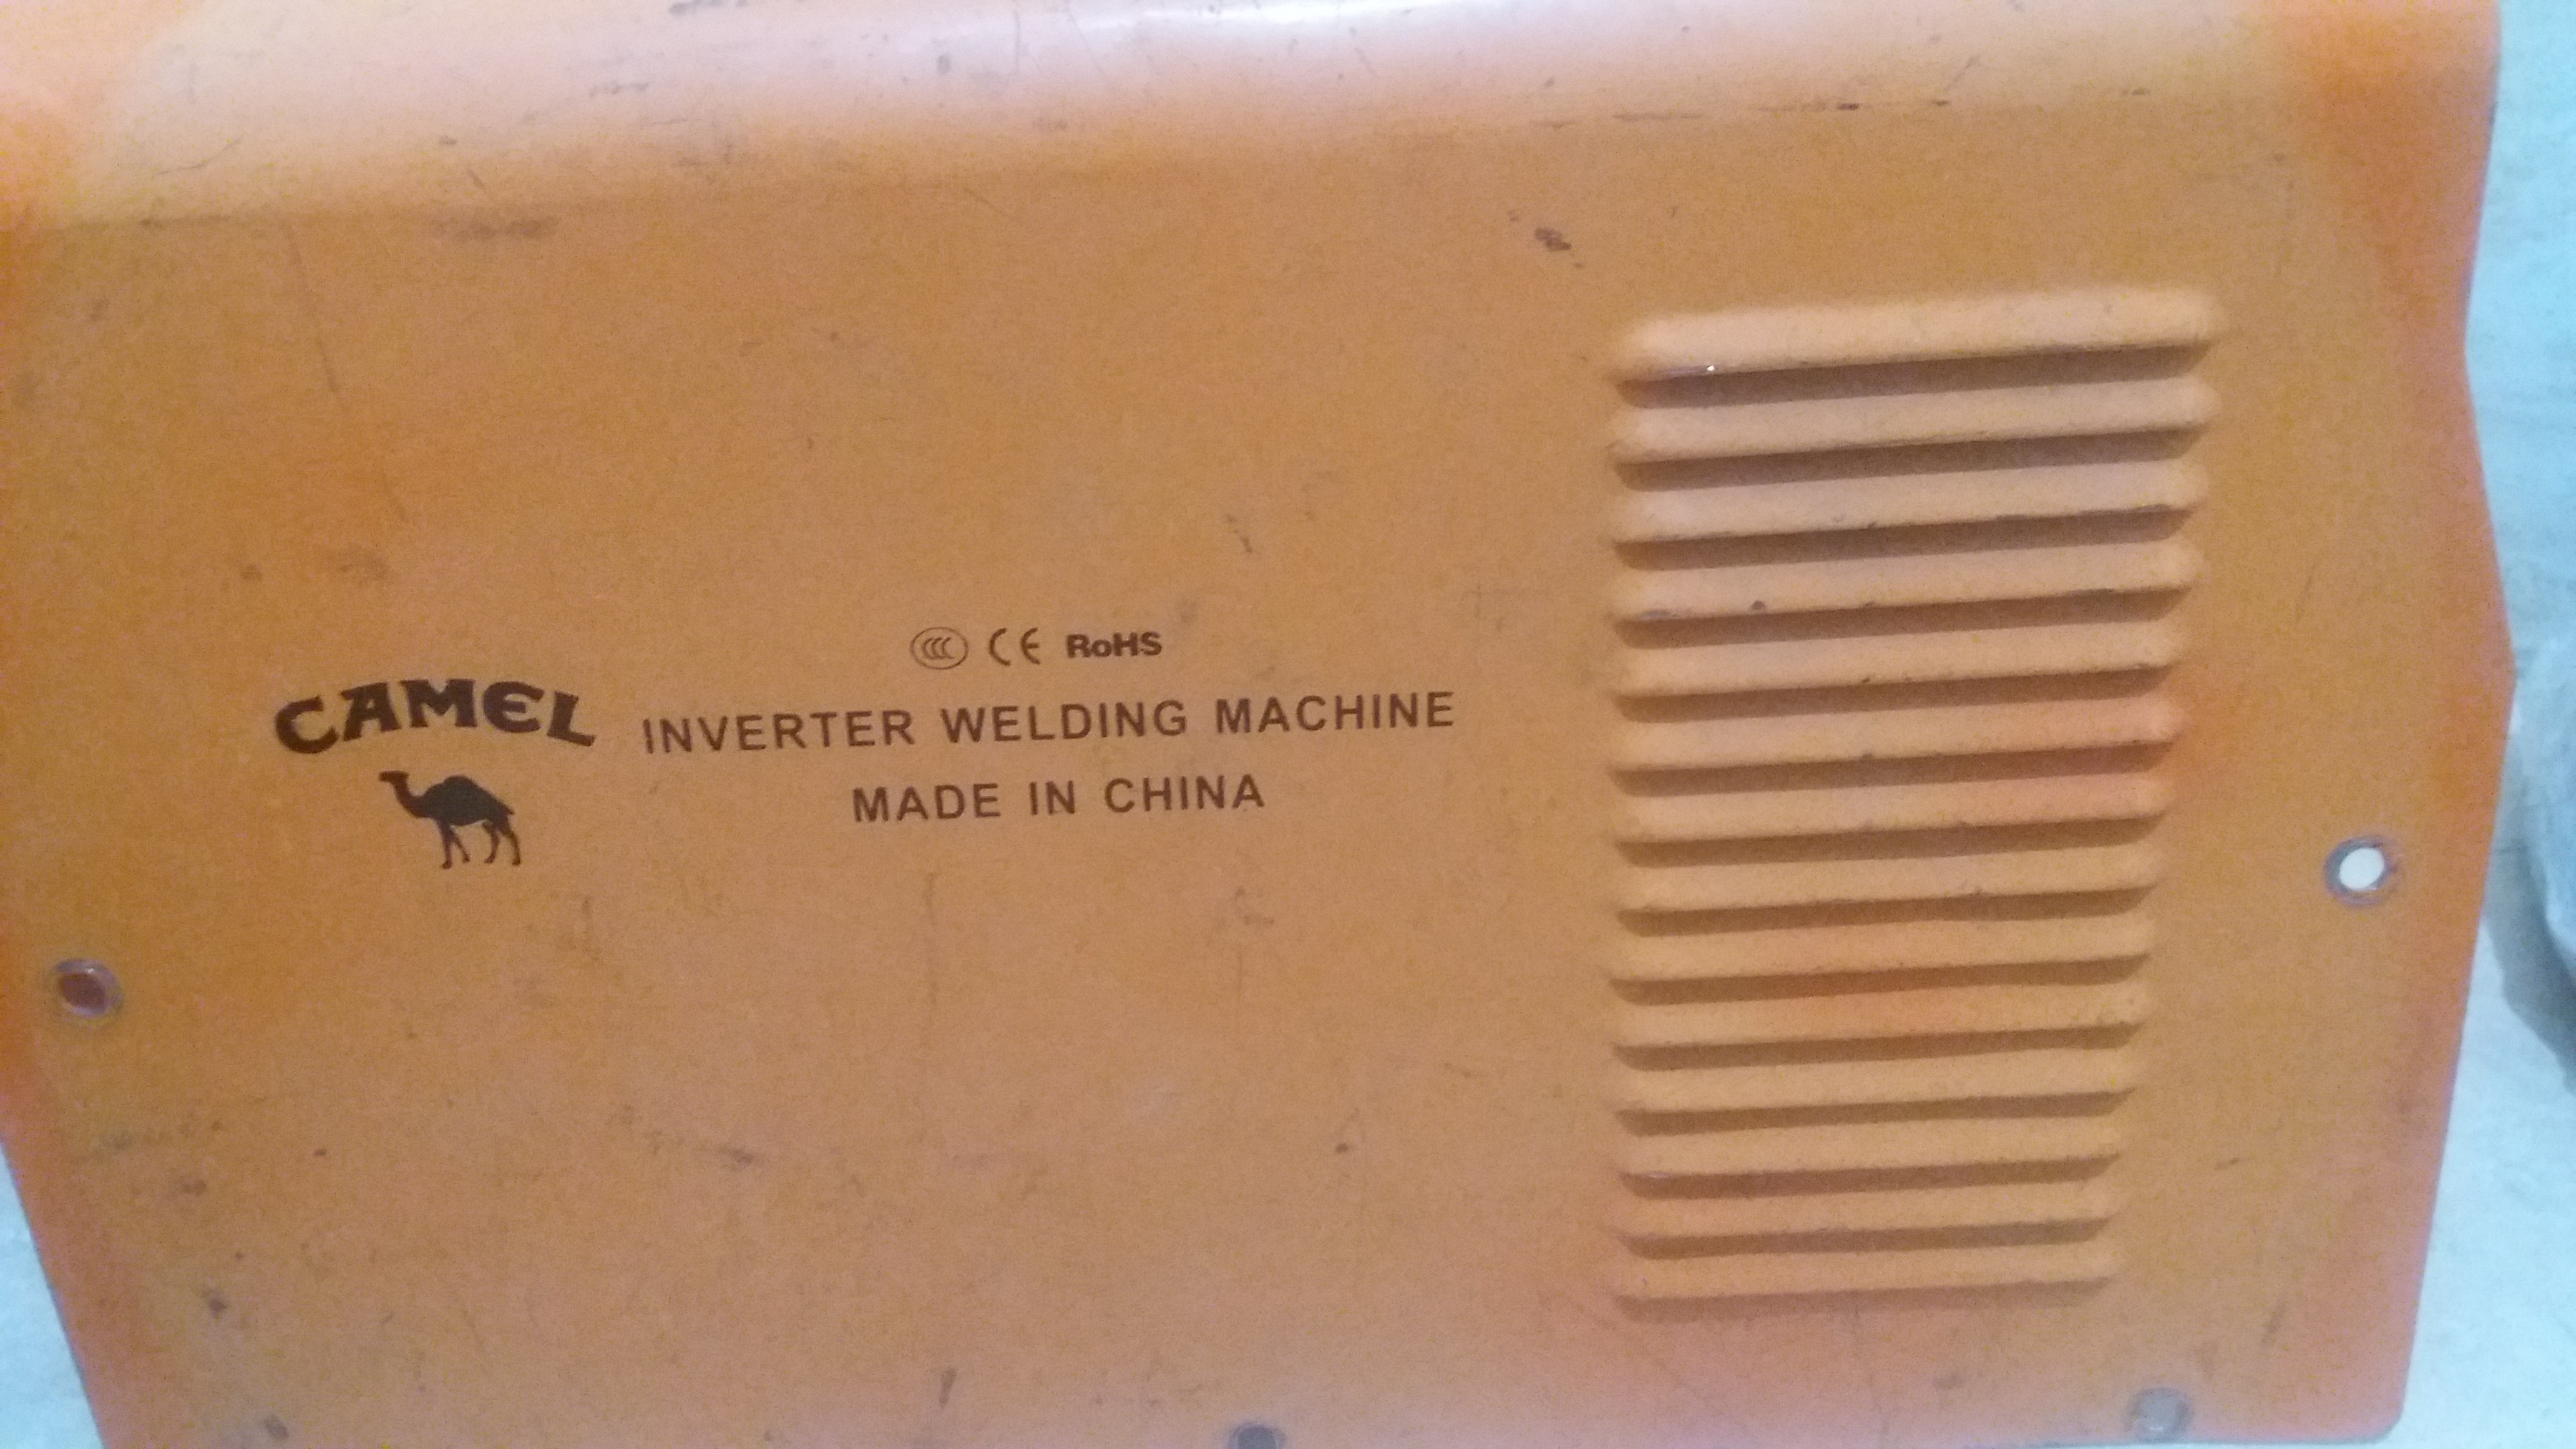 CCC CE RoHS
CAMEL INVERTER WELDING MACHINE
MADE IN CHINA